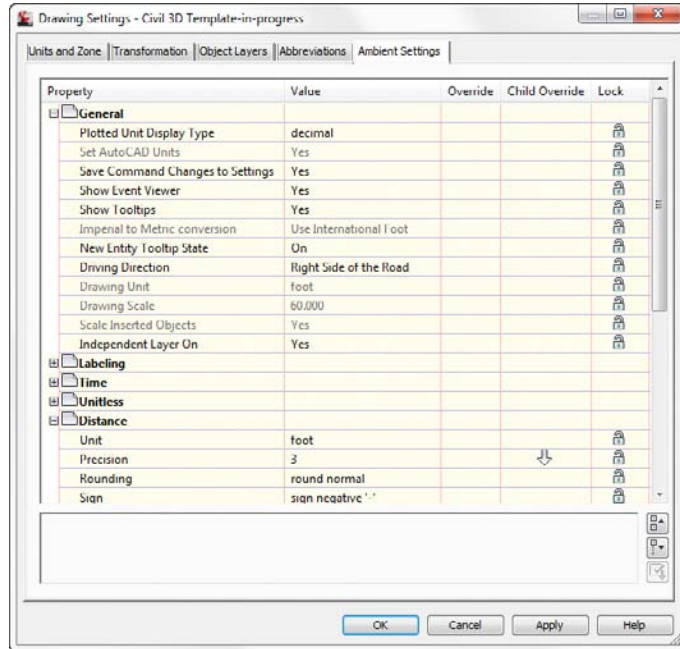 Drawing Settings - Civil 3D Template-in-progress
Units and Zone Transformation Object Layers Abbreviations Ambient Settings
Property Value Override Child Override Lock
General
Plotted Unit Display Type decimal
Set AutoCAD Units Yes
Save Command Changes to Settings Yes
Show Event Viewer Yes
Show Tooltips Yes
Imperial to Metric conversion Use International Foot
New Entity Tooltip State On
Driving Direction Right Side of the Road
Drawing Unit foot
Drawing Scale 60.000
Scale Inserted Objects Yes
Independent Layer On Yes
Labeling
Time
Unitless
Distance
Unit foot
Precision 3
Rounding round normal
Sign sign negative '-'
OK Cancel Apply Help